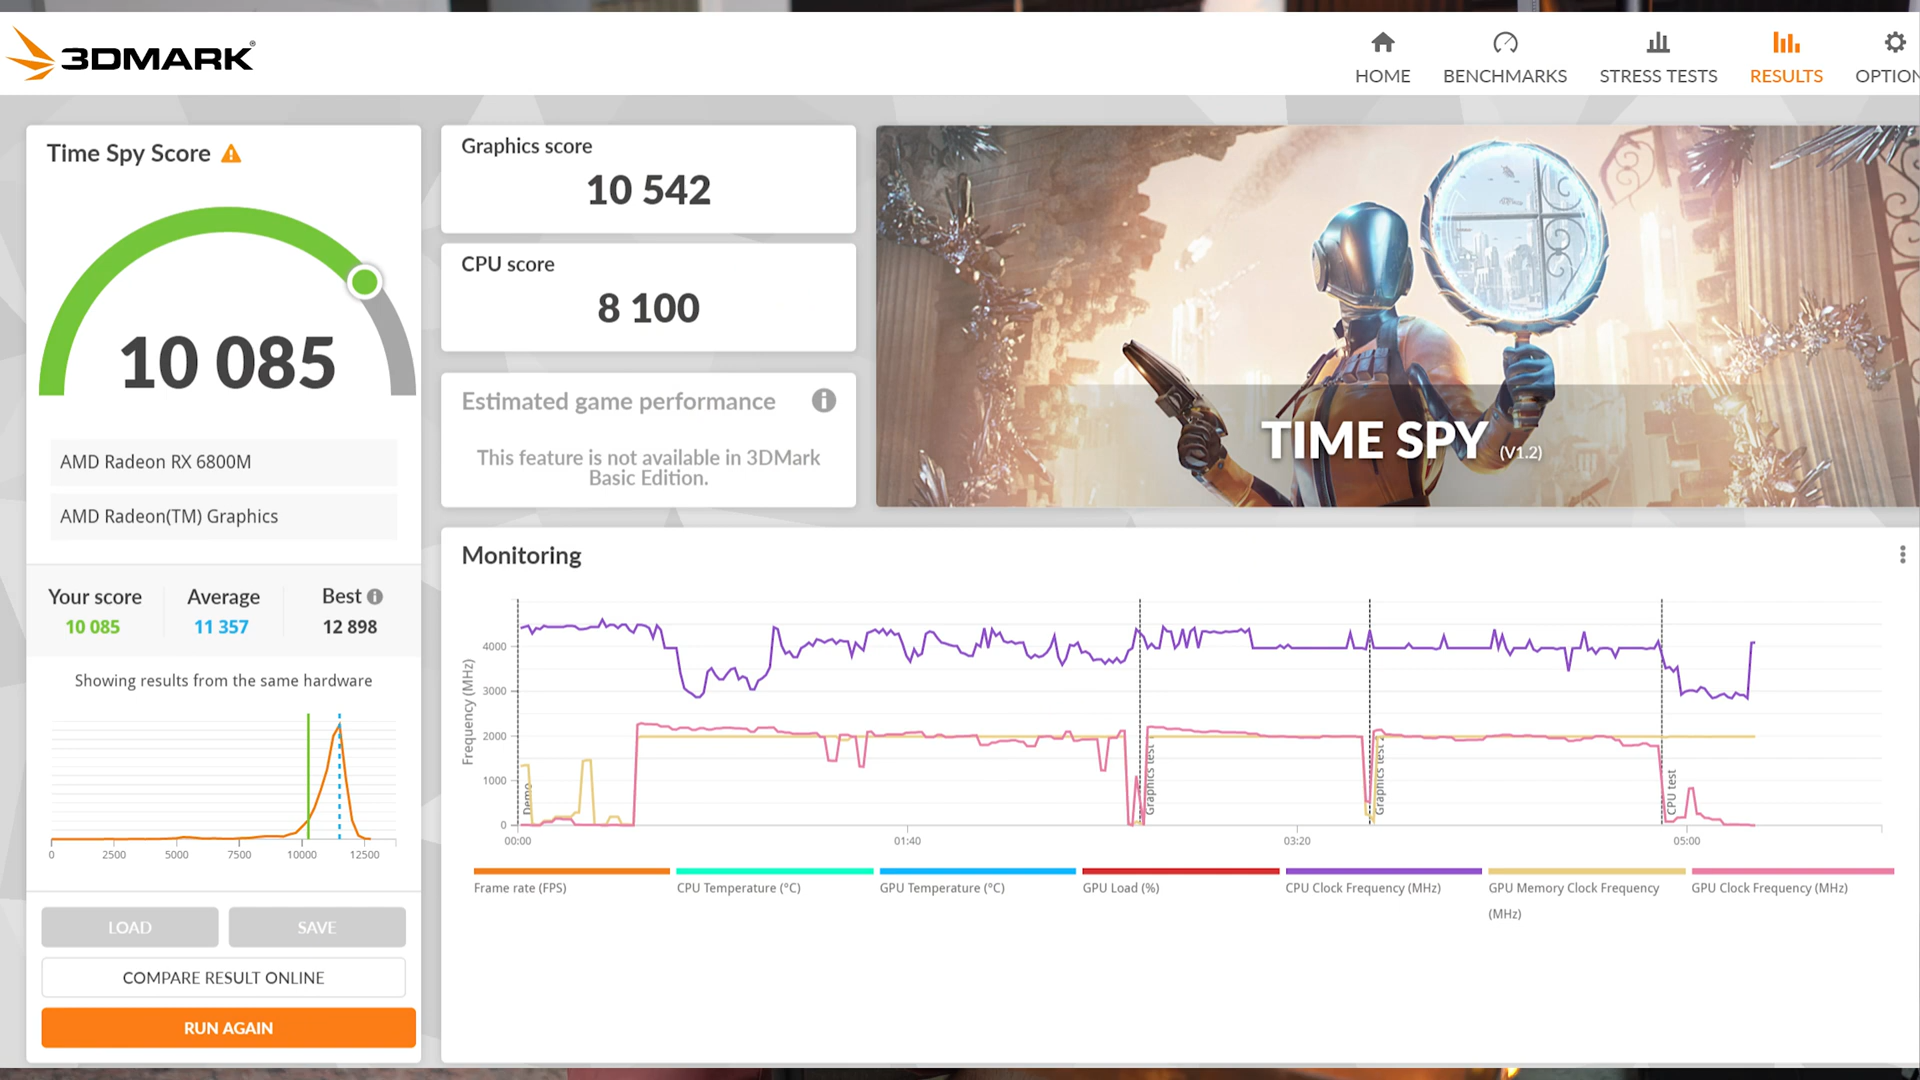 3DMARK
HOME
BENCHMARKS
STRESS TESTS
RESULTS
OPTION
Time Spy Score
10 085
AMD Radeon RX 6800M
AMD Radeon(TM) Graphics
Your score
Average
Best
10 085
11 357
12 898
Showing results from the same hardware
0
2500
5000
7500
10000
12500
LOAD
SAVE
COMPARE RESULT ONLINE
RUN AGAIN
Graphics score
10 542
CPU score
8 100
Estimated game performance
This feature is not available in 3DMark
Basic Edition.
TIME SPY (V1.2)
Monitoring
Frequency (MHz)
4000
3000
2000
1000
0
Demo
Graphics test
Graphics test 2
CPU test
00:00
01:40
03:20
05:00
Frame rate (FPS)
CPU Temperature (°C)
GPU Temperature (°C)
GPU Load (%)
CPU Clock Frequency (MHz)
GPU Memory Clock Frequency
(MHz)
GPU Clock Frequency (MHz)